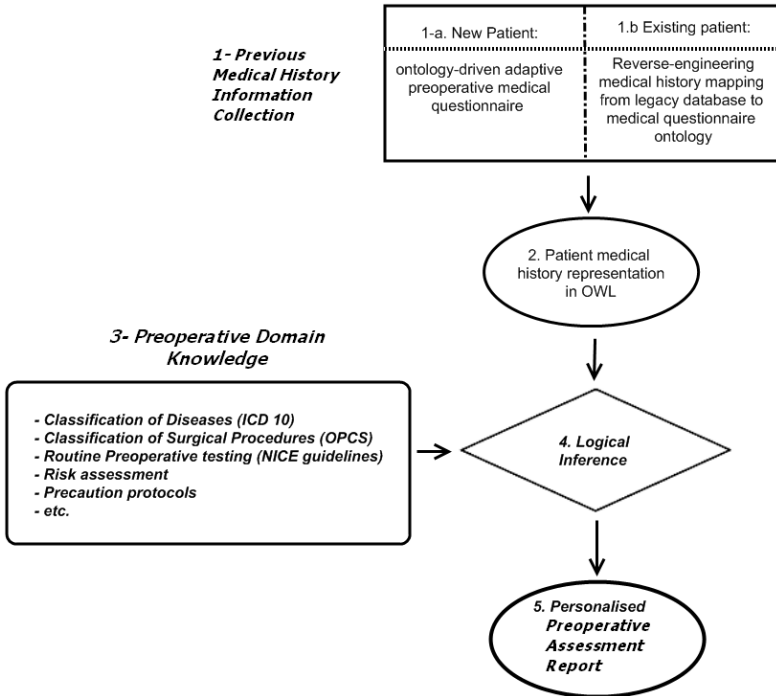 1- Previous
Medical History
Information
Collection
1-a. New Patient:
ontology-driven adaptive
preoperative medical
questionnaire
1.b Existing patient:
Reverse-engineering
medical history mapping
from legacy database to
medical questionnaire
ontology
2. Patient medical
history representation
in OWL
3- Preoperative Domain
Knowledge
- Classification of Diseases (ICD 10)
- Classification of Surgical Procedures (OPCS)
- Routine Preoperative testing (NICE guidelines)
- Risk assessment
- Precaution protocols
- etc.
4. Logical
Inference
5. Personalised
Preoperative
Assessment
Report